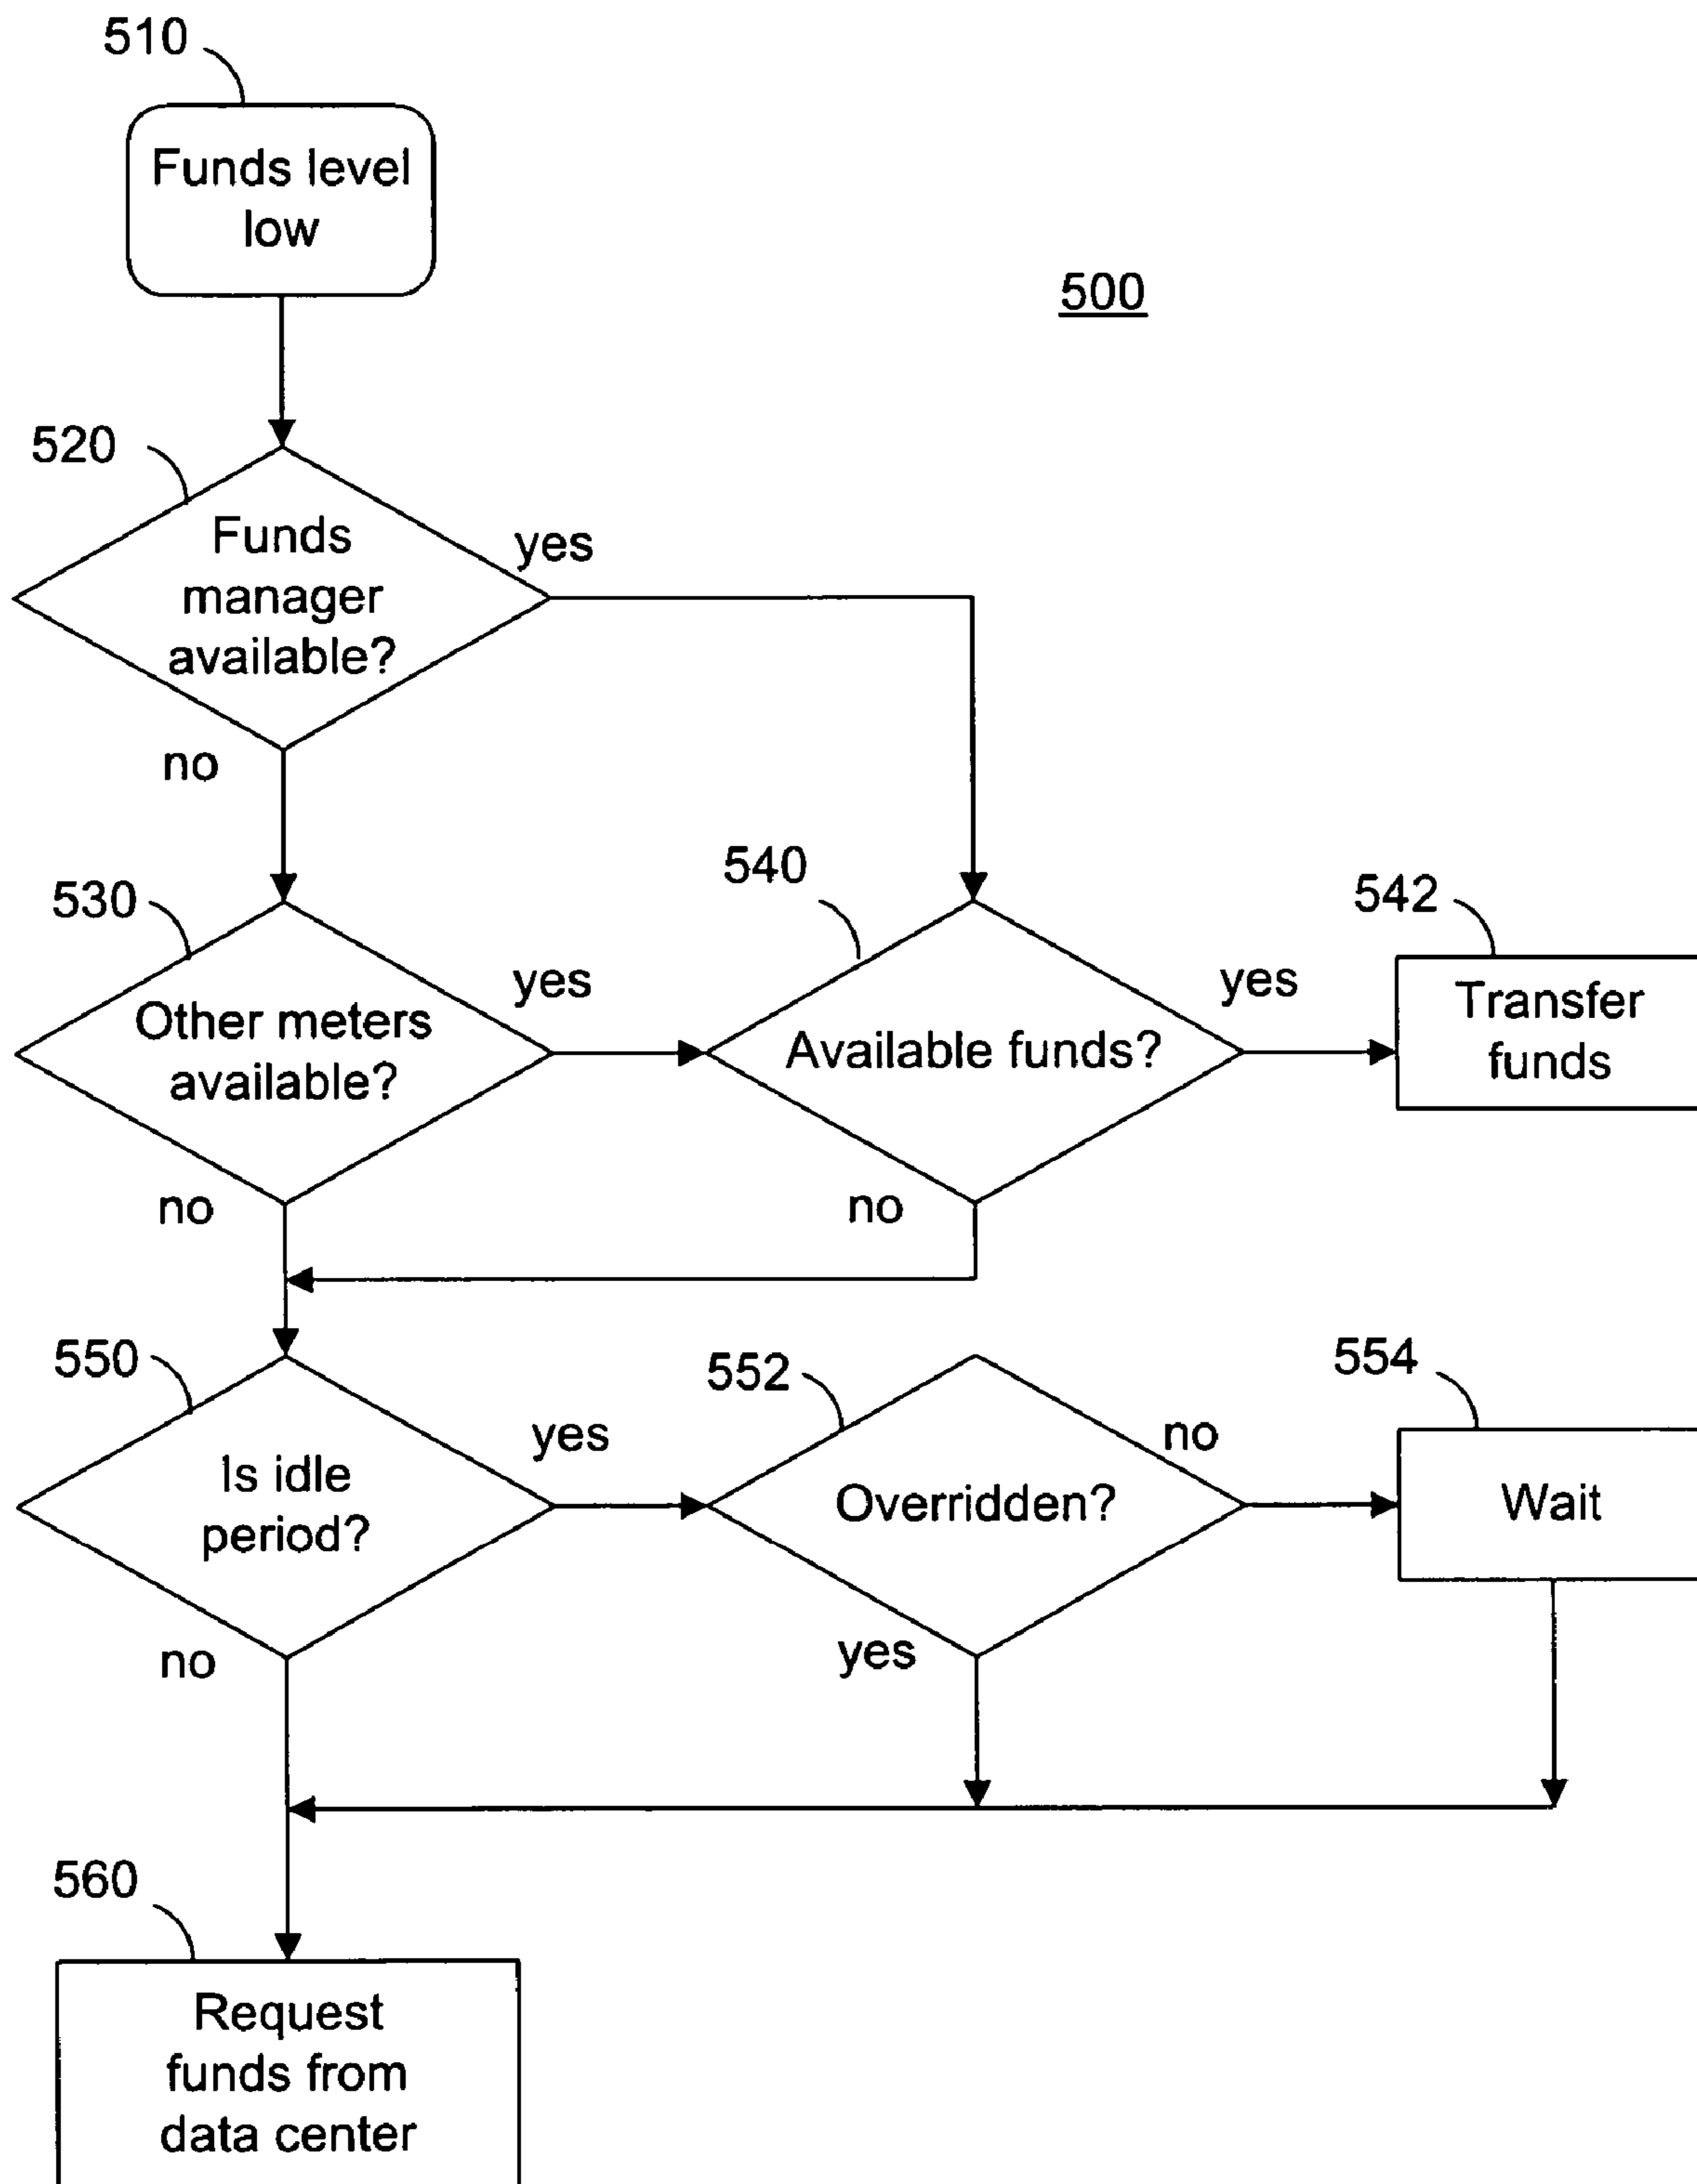 510
Funds level
low
500
520
Funds
manager
available?
yes
no
530
Other meters
available?
yes
no
540
Available funds?
yes
no
542
Transfer
funds
550
Is idle
period?
yes
no
552
Overridden?
no
yes
554
Wait
560
Request
funds from
data center